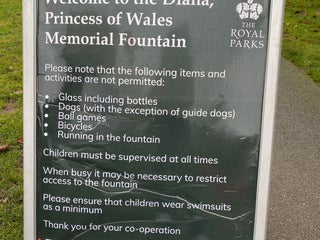 Welcome to the Diana,
Princess of Wales
Memorial Fountain
THE
ROYAL
PARKS
Please note that the following items and
activities are not permitted:
• Glass including bottles
• Dogs (with the exception of guide dogs)
• Ball games
• Bicycles
• Running in the fountain
Children must be supervised at all times
When busy it may be necessary to restrict
access to the fountain
Please ensure that children wear swimsuits
as a minimum
Thank you for your co-operation